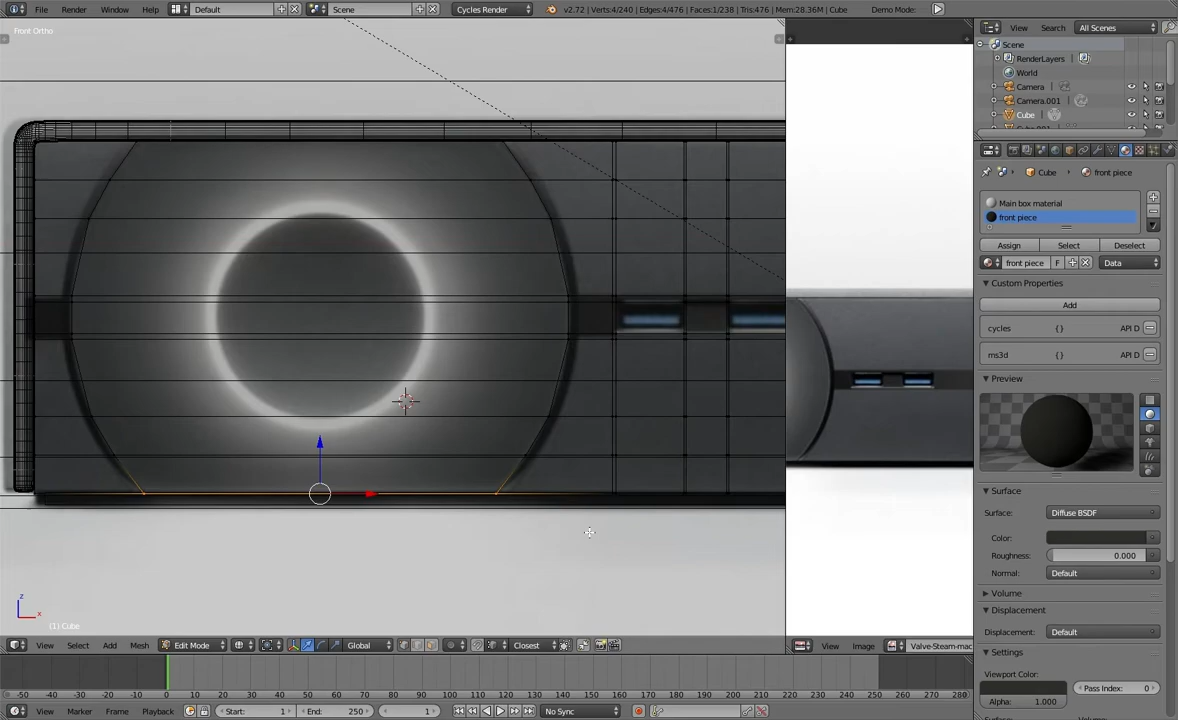 File Render Window Help Default Scene Cycles Render v2.72 | Verts:4/240 | Edges:4/476 | Faces:1/238 | Tris:476 | Mem:28.36M | Cube Demo Mode:
Front Ortho
View Search All Scenes
Scene
RenderLayers
World
Camera
Camera.001
Cube
Cube front piece
Main box material
front piece
Assign Select Deselect
front piece F Data
Custom Properties
Add
cycles {} API D
ms3d {} API D
Preview
Surface
Surface: Diffuse BSDF
Color:
Roughness: 0.000
Normal: Default
Volume
Displacement
Displacement: Default
Settings
Viewport Color: Pass Index: 0
Alpha: 1.000
z
x
(1) Cube
View Select Add Mesh Edit Mode Global Closest View Image Valve-Steam-mac
-50 -40 -30 -20 -10 0 10 20 30 40 50 60 70 80 90 100 110 120 130 140 150 160 170 180 190 200 210 220 230 240 250 260 270 280
View Marker Frame Playback Start: 1 End: 250 1 No Sync